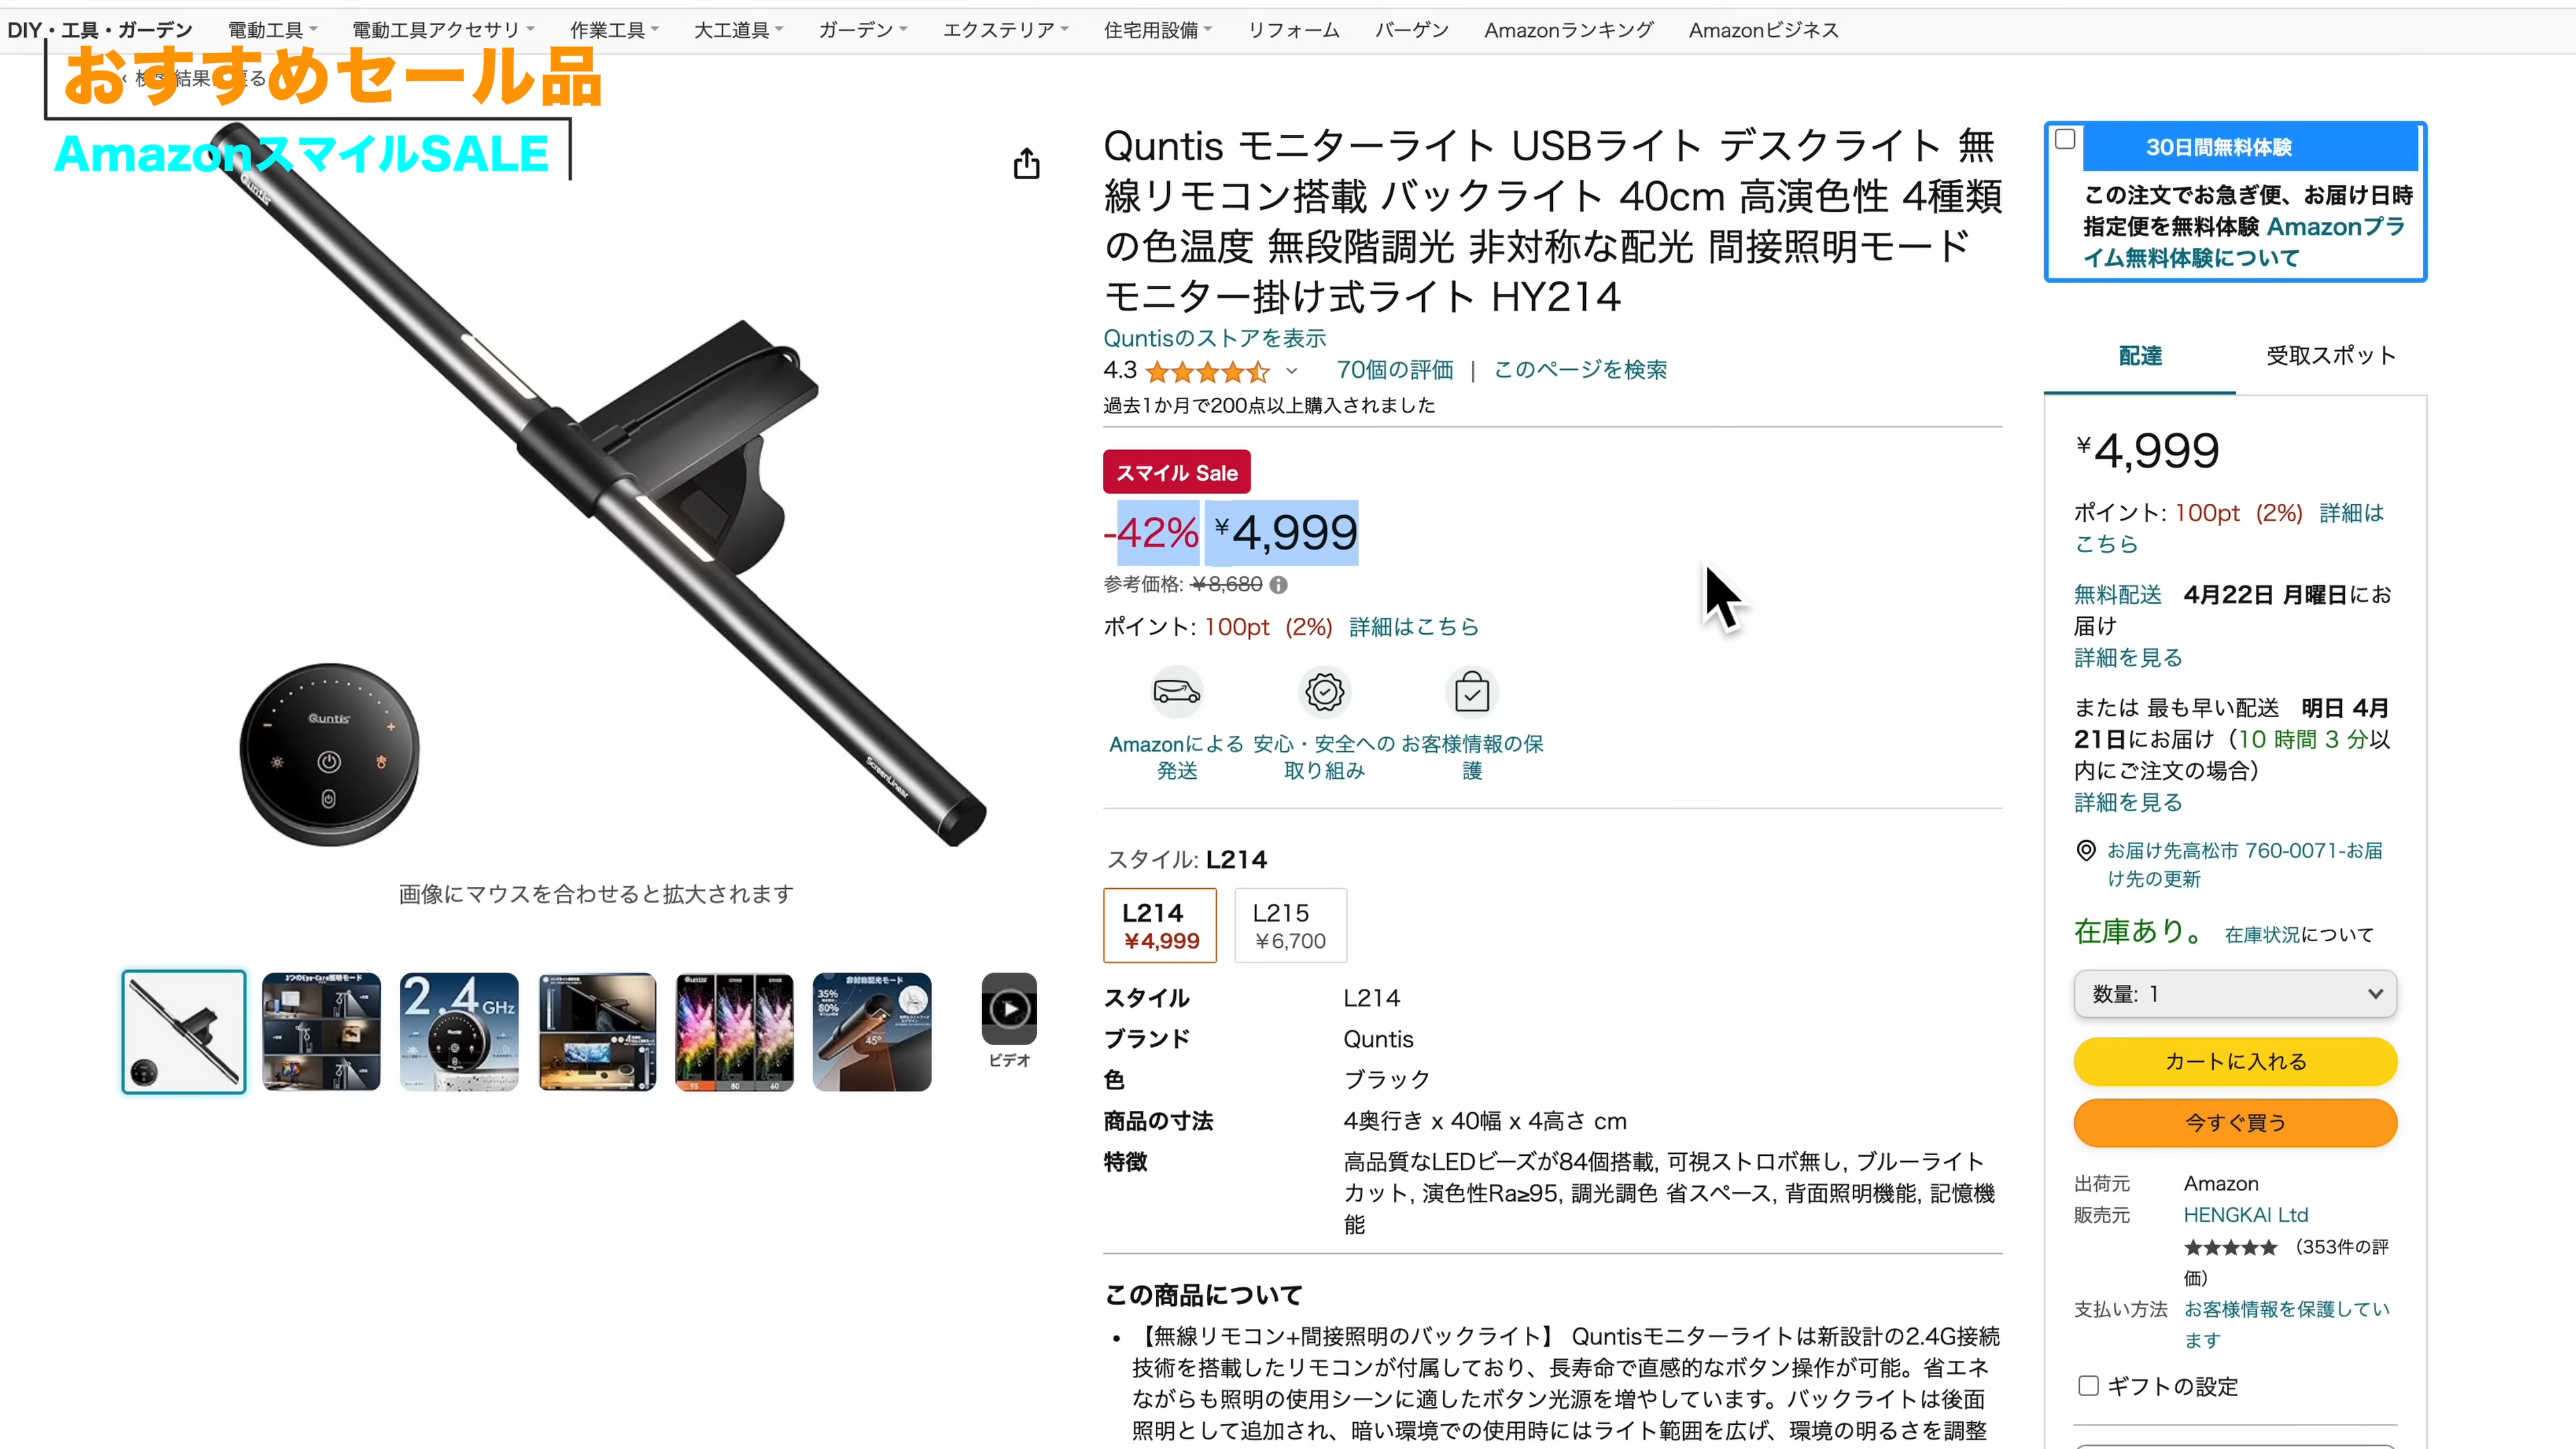 DIY・工具・ガーデン 電動工具 電動工具アクセサリ 作業工具 大工道具 ガーデン エクステリア 住宅用設備 リフォーム バーゲン Amazonランキング Amazonビジネス
おすすめセール品
AmazonスマイルSALE
Quntis
ScreenLinear
Quntis
画像にマウスを合わせると拡大されます
2.4GHz
非対称配光モード
35%
80%
45°
95 80 60
ビデオ
Quntis モニターライト USBライト デスクライト 無
線リモコン搭載 バックライト 40cm 高演色性 4種類
の色温度 無段階調光 非対称な配光 間接照明モード
モニター掛け式ライト HY214
Quntisのストアを表示
4.3 70個の評価 | このページを検索
過去1か月で200点以上購入されました
スマイル Sale
-42% ¥4,999
参考価格: ¥8,680
ポイント: 100pt (2%) 詳細はこちら
Amazonによる 安心・安全への お客様情報の保
発送 取り組み 護
スタイル: L214
L214 L215
¥4,999 ¥6,700
スタイル L214
ブランド Quntis
色 ブラック
商品の寸法 4奥行き x 40幅 x 4高さ cm
特徴 高品質なLEDビーズが84個搭載, 可視ストロボ無し, ブルーライト
カット, 演色性Ra≥95, 調光調色 省スペース, 背面照明機能, 記憶機
能
この商品について
• 【無線リモコン+間接照明のバックライト】 Quntisモニターライトは新設計の2.4G接続
技術を搭載したリモコンが付属しており、長寿命で直感的なボタン操作が可能。省エネ
ながらも照明の使用シーンに適したボタン光源を増やしています。バックライトは後面
照明として追加され、暗い環境での使用時にはライト範囲を広げ、環境の明るさを調整
30日間無料体験
この注文でお急ぎ便、お届け日時
指定便を無料体験 Amazonプラ
イム無料体験について
配達 受取スポット
¥4,999
ポイント: 100pt (2%) 詳細は
こちら
無料配送 4月22日 月曜日にお
届け
詳細を見る
または 最も早い配送 明日 4月
21日にお届け（10 時間 3 分以
内にご注文の場合）
詳細を見る
お届け先高松市 760-0071-お届
け先の更新
在庫あり。 在庫状況について
数量: 1
カートに入れる
今すぐ買う
出荷元 Amazon
販売元 HENGKAI Ltd
★★★★★ （353件の評
価）
支払い方法 お客様情報を保護してい
ます
ギフトの設定